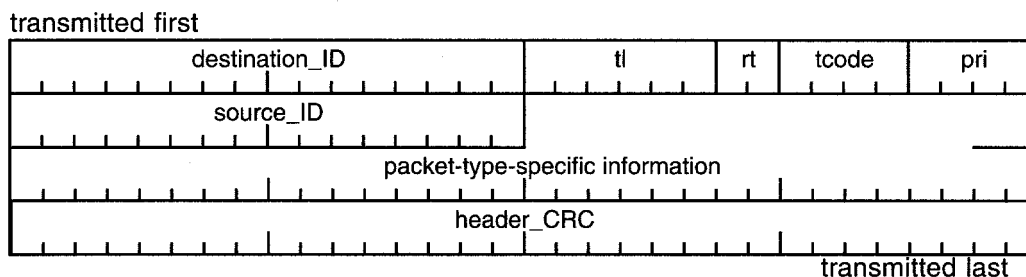 transmitted first
destination_ID tl rt tcode pri
source_ID
packet-type-specific information
header_CRC
transmitted last